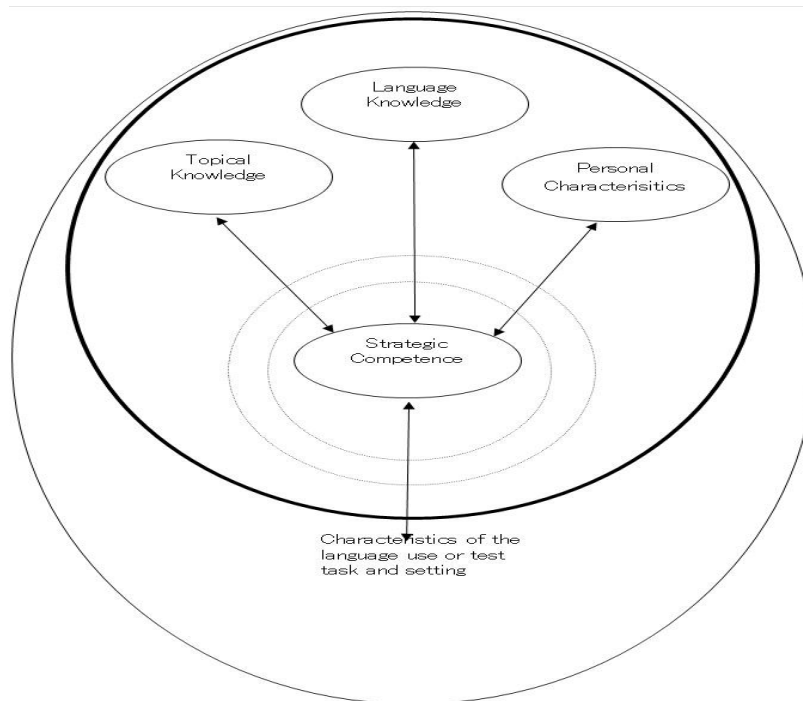 Language
Knowledge
Topical
Knowledge
Personal
Characterisitics
Strategic
Competence
Characteristics of the
language use or test
task and setting